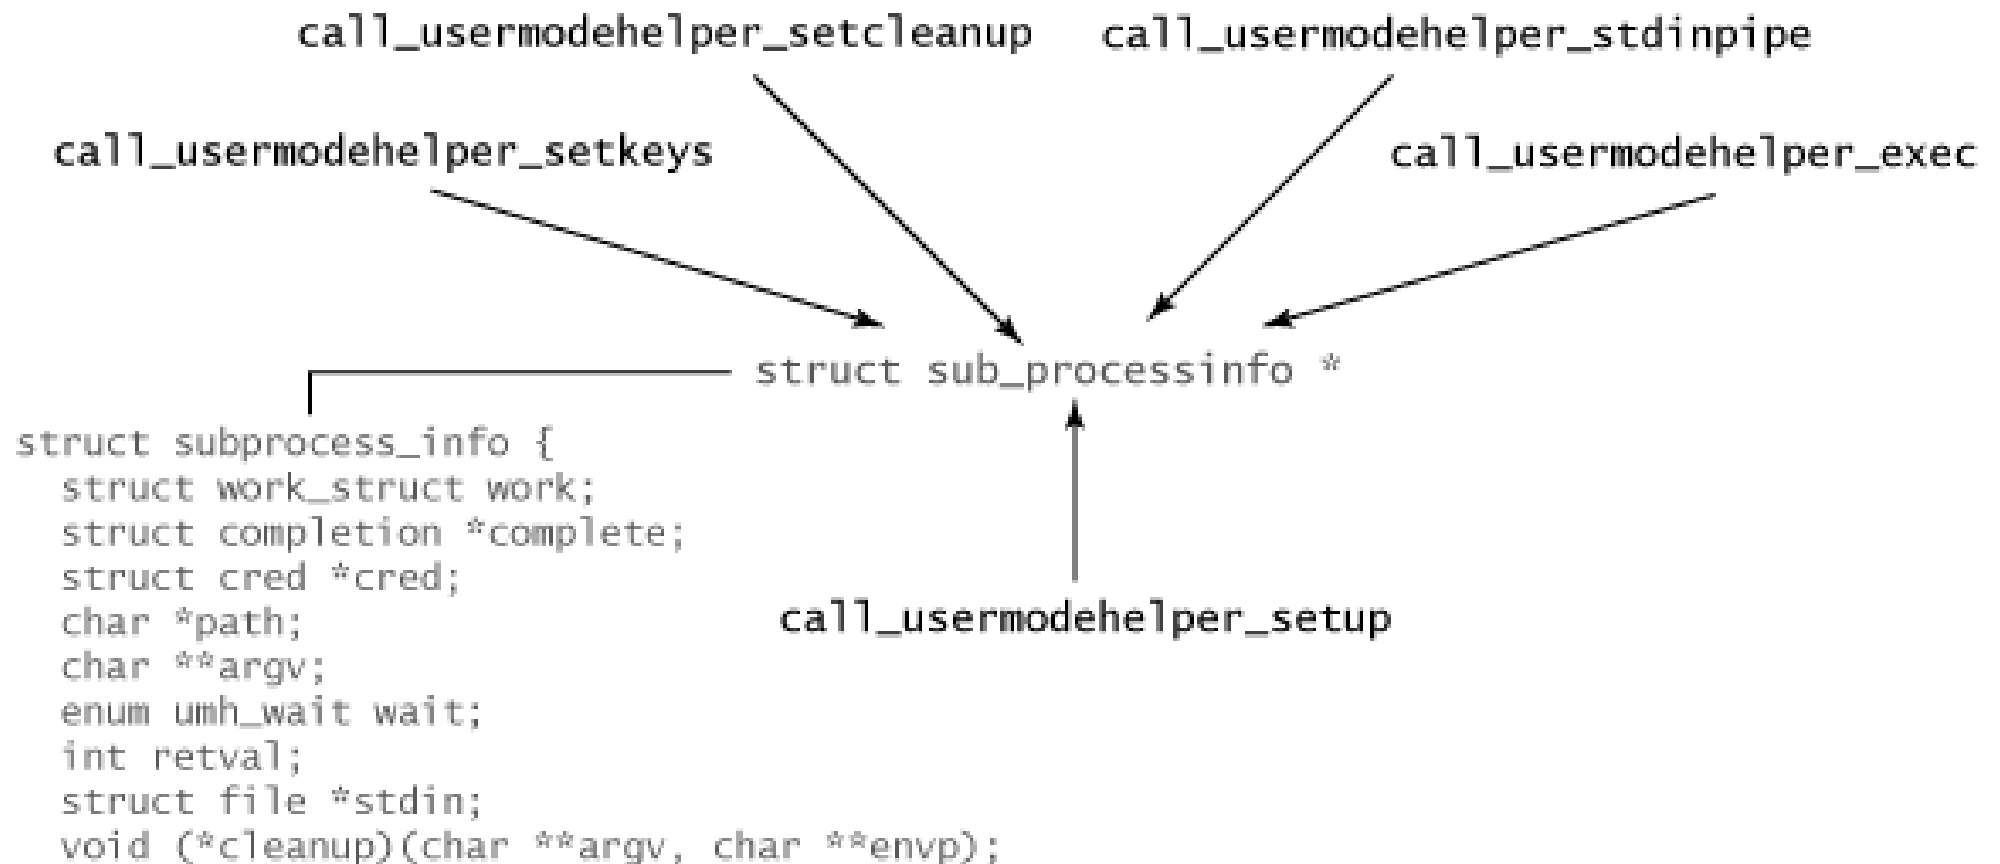 call_usermodehelper_setcleanup
call_usermodehelper_stdinpipe
call_usermodehelper_setkeys
call_usermodehelper_exec
struct sub_processinfo *
struct subprocess_info {
struct work_struct work;
struct completion *complete;
struct cred *cred;
char *path;
char **argv;
enum umh_wait wait;
int retval;
struct file *stdin;
void (*cleanup)(char **argv, char **envp);
call_usermodehelper_setup